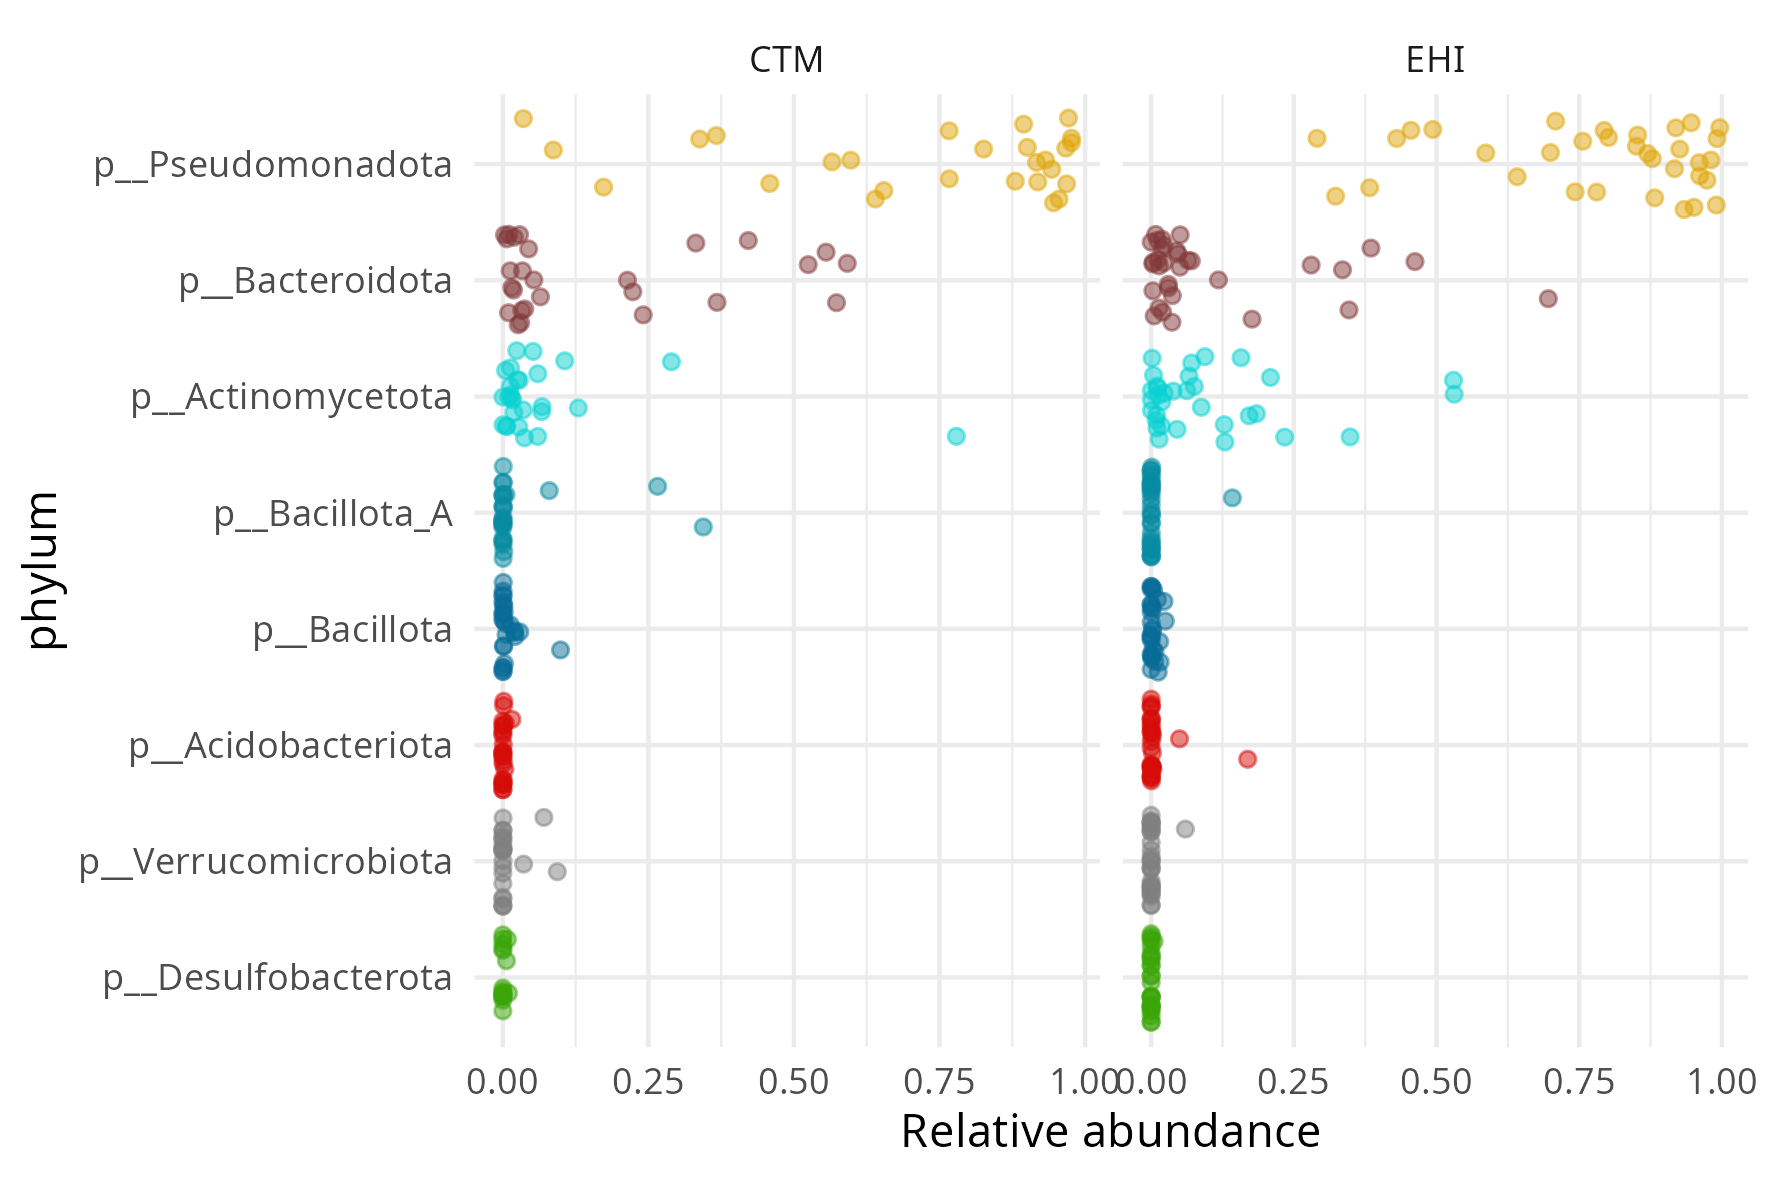 CTM EHI
p__Pseudomonadota
p__Bacteroidota
p__Actinomycetota
p__Bacillota_A
p__Bacillota
p__Acidobacteriota
p__Verrucomicrobiota
p__Desulfobacterota
phylum
0.00 0.25 0.50 0.75 1.00 0.00 0.25 0.50 0.75 1.00
Relative abundance